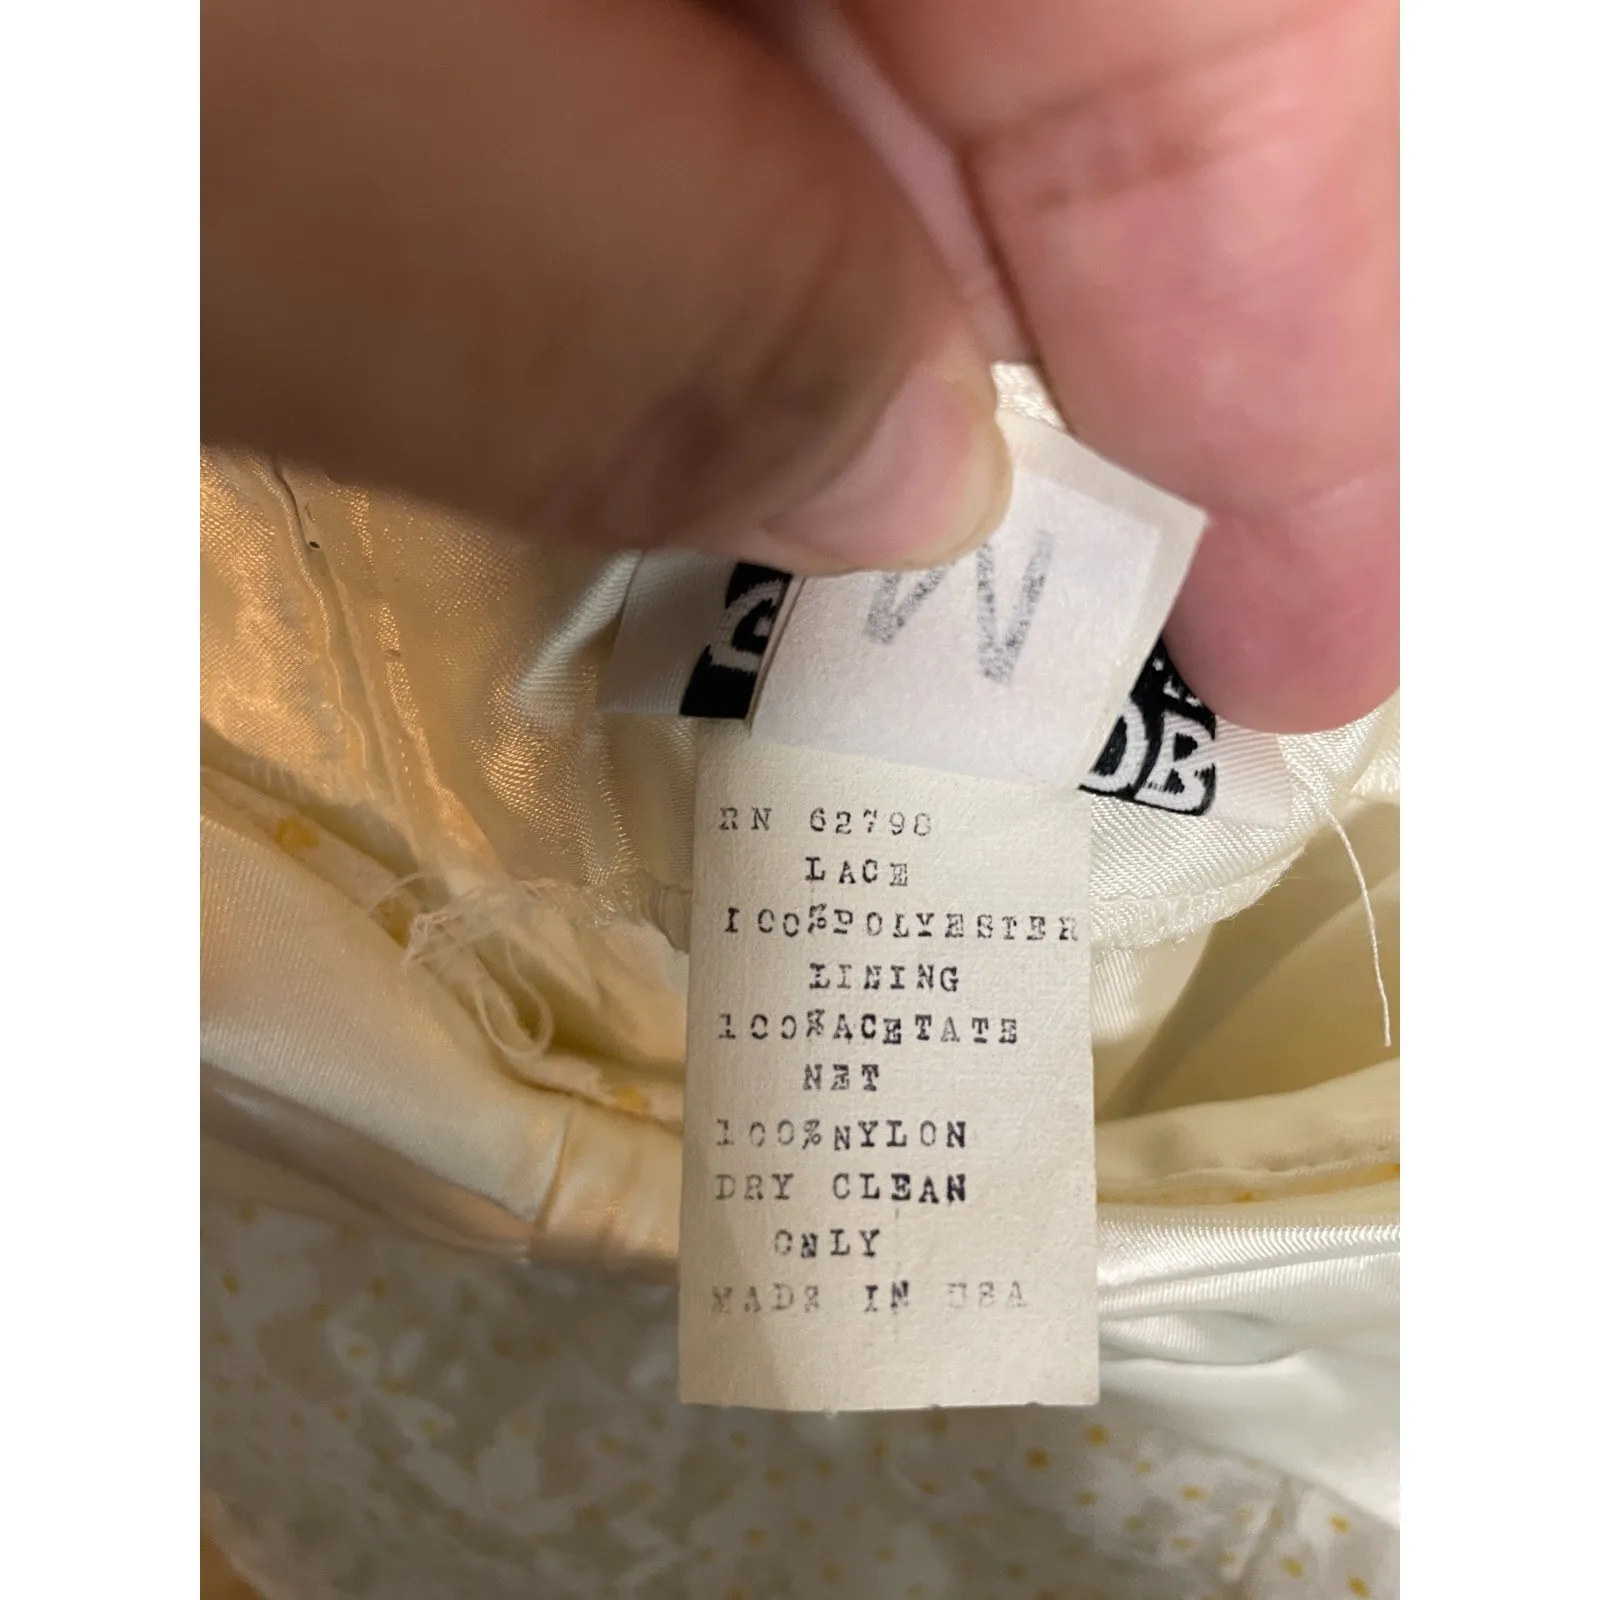 M
RN 62798
LACE
100%POLYESTER
LINING
100%ACETATE
NET
100%NYLON
DRY CLEAN
ONLY
MADE IN USA